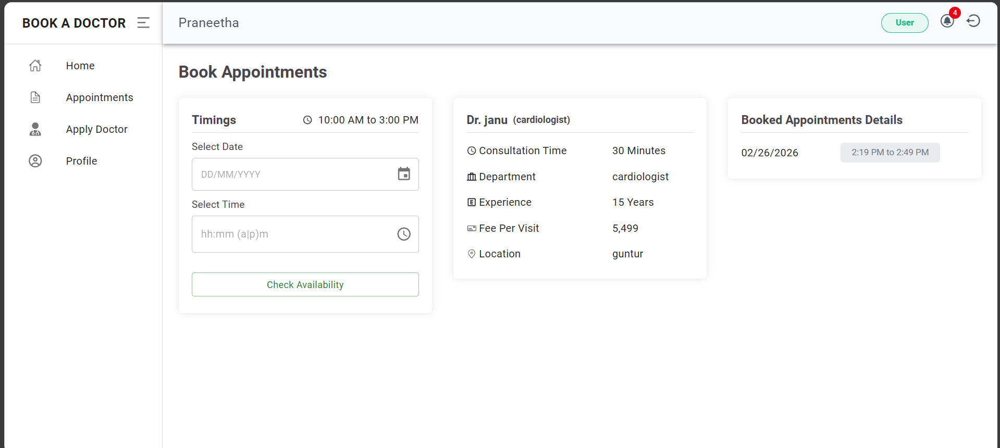 BOOK A DOCTOR
Praneetha
User
4
Home
Appointments
Apply Doctor
Profile
Book Appointments
Timings
10:00 AM to 3:00 PM
Select Date
DD/MM/YYYY
Select Time
hh:mm (a|p)m
Check Availability
Dr. janu (cardiologist)
Consultation Time 30 Minutes
Department cardiologist
E Experience 15 Years
Fee Per Visit 5,499
Location guntur
Booked Appointments Details
02/26/2026 2:19 PM to 2:49 PM